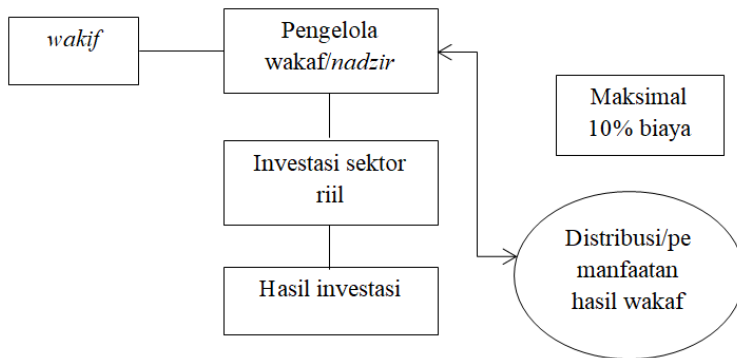 wakif
Pengelola
wakaf/nadzir
Maksimal
10% biaya
Investasi sektor
riil
Distribusi/pe
manfaatan
hasil wakaf
Hasil investasi